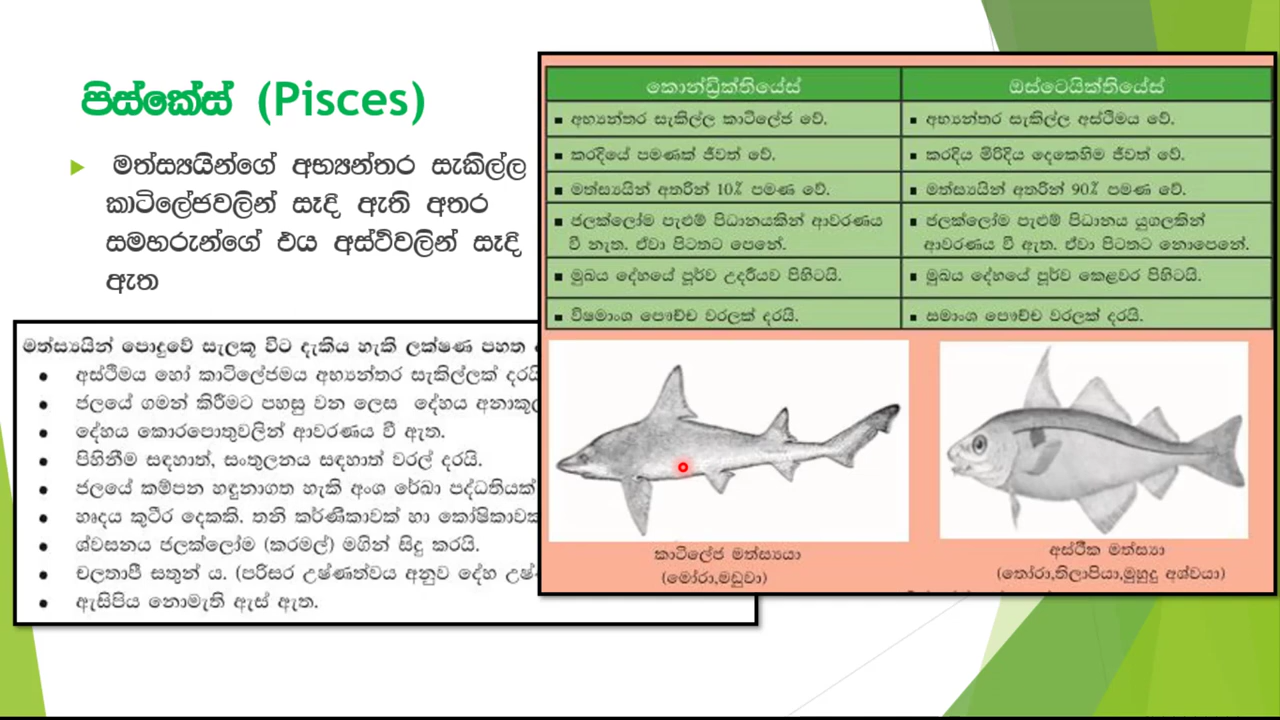 පිස්කේස් (Pisces)
මත්ස්‍යයින්ගේ අභ්‍යන්තර සැකිල්ල
කාටිලේජවලින් සෑදි ඇති අතර
සමහරුන්ගේ එය අස්ථිවලින් සෑදි
ඇත
මත්ස්‍යයින් පොදුවේ සැලකූ විට දැකිය හැකි ලක්ෂණ පහත
• අස්ථිමය හෝ කාටිලේජමය අභ්‍යන්තර සැකිල්ලක් දරයි
• ජලයේ ගමන් කිරීමට පහසු වන ලෙස දේහය අනාකූල
• දේහය කොරපොතුවලින් ආවරණය වී ඇත.
• පිහිනීම සඳහාත්, සංතුලනය සඳහාත් වරල් දරයි.
• ජලයේ කම්පන හඳුනාගත හැකි අංශ රේඛා පද්ධතියක්
• හෘදය කුටීර දෙකකි. තනි කර්ණිකාවක් හා කෝෂිකාවක්
• ශ්වසනය ජලක්ලෝම (කරමල්) මගින් සිදු කරයි.
• චලතාපී සතුන් ය. (පරිසර උෂ්ණත්වය අනුව දේහ
• ඇසිපිය නොමැති ඇස් ඇත.
කොන්ඩ්‍රික්තියේස්
ඔස්ටෙයික්තියේස්
▪ අභ්‍යන්තර සැකිල්ල කාටිලේජ වේ.
▪ අභ්‍යන්තර සැකිල්ල අස්ථිමය වේ.
▪ කරදියේ පමණක් ජීවත් වේ.
▪ කරදිය මිරිදිය දෙකෙහිම ජීවත් වේ.
▪ මත්ස්‍යයින් අතරින් 10% පමණ වේ.
▪ මත්ස්‍යයින් අතරින් 90% පමණ වේ.
▪ ජලක්ලෝම පැළුම් පිධානයකින් ආවරණය
වී නැත. ඒවා පිටතට පෙනේ.
▪ ජලක්ලෝම පැළුම් පිධාන යුගලකින්
ආවරණය වී ඇත. ඒවා පිටතට නොපෙනේ.
▪ මුඛය දේහයේ පූර්ව උදරීයව පිහිටයි.
▪ මුඛය දේහයේ පූර්ව කෙළවර පිහිටයි.
▪ විෂමාංශ පෞච්ච වරලක් දරයි.
▪ සමාංශ පෞච්ච වරලක් දරයි.
කාටිලේජ මත්ස්‍යයා
(මෝරා,මඩුවා)
අස්ථික මත්ස්‍යා
(තෝරා,තිලාපියා,මුහුදු අශ්වයා)